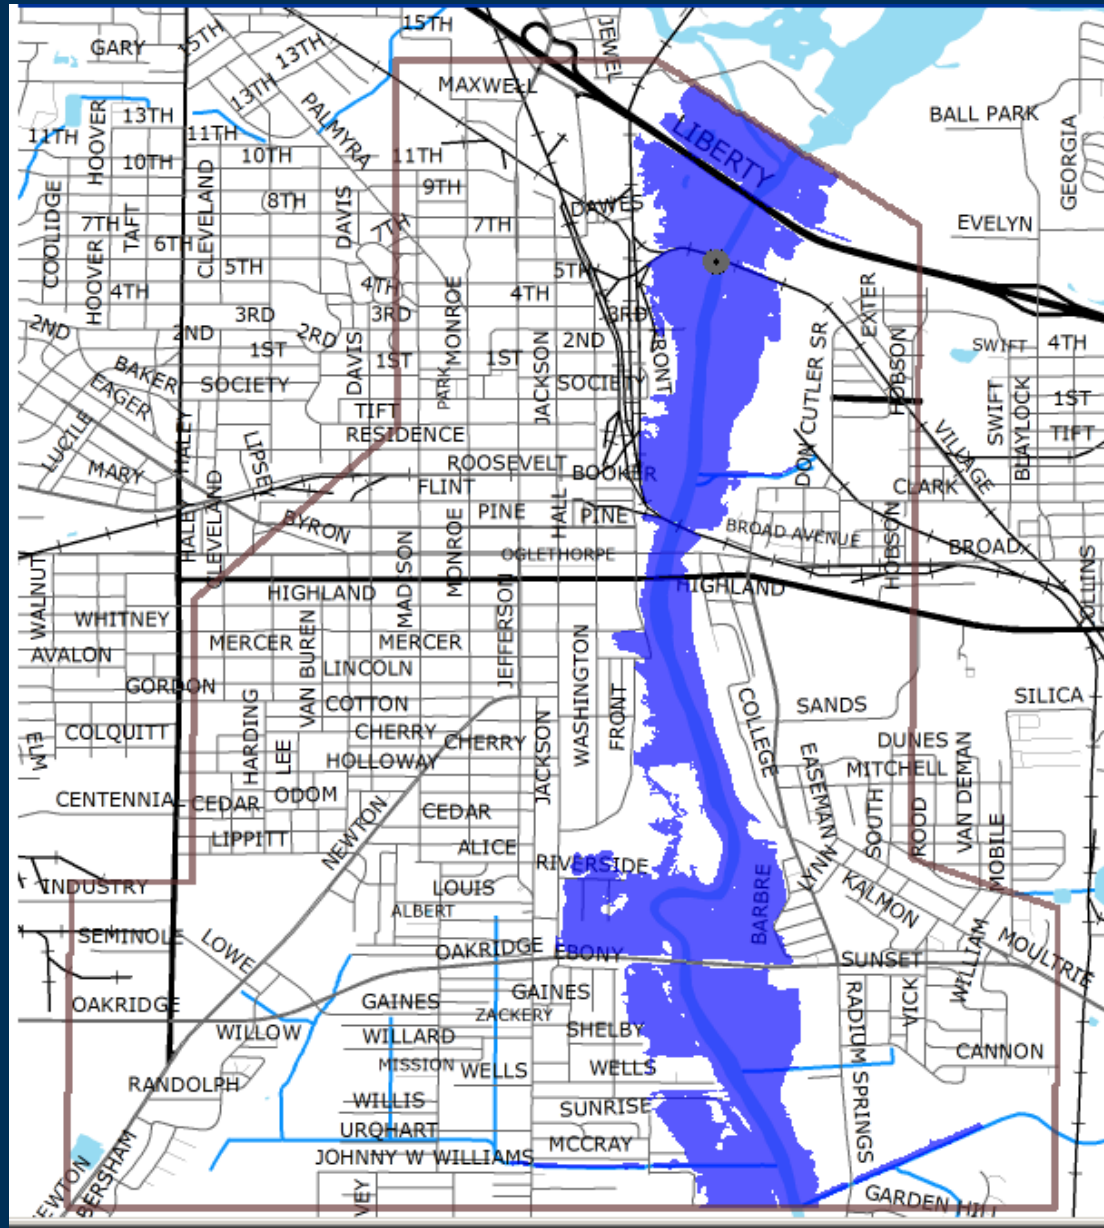 15TH
JEWEL
GARY
15TH
13TH
MAXWELL
13TH
PALMYRA
BALL PARK
13TH
HOOVER
11TH
11TH
LIBERTY
GEORGIA
10TH
10TH
11TH
CLEVELAND
9TH
COOLIDGE
8TH
DAVIS
DAWES
7TH
TAFT
7TH
7TH
EVELYN
HOOVER
6TH
5TH
5TH
4TH
4TH
4TH
MONROE
EXTER
2ND
3RD
3RD
3RD
2ND
2RD
2ND
FRONT
HOBSON
SWIFT
4TH
1ST
1ST
1ST
DAVIS
JACKSON
DON CUTLER SR
BAKER
EAGER
SOCIETY
PARK
SOCIETY
SWIFT
BLAYLOCK
1ST
LUCILE
TIFT
TIFT
HALEY
LIPSEY
RESIDENCE
VILLAGE
MARY
ROOSEVELT
BOOKER
FLINT
CLARK
CLEVELAND
PINE
HALL
PINE
HALEY
BYRON
MONROE
BROAD AVENUE
HOBSON
MADISON
OGLETHORPE
BROAD
WALNUT
HIGHLAND
HIGHLAND
OLLINS
WHITNEY
JEFFERSON
MERCER
MERCER
WASHINGTON
AVALON
VAN BUREN
LINCOLN
GORDON
COTTON
SANDS
SILICA
HARDING
FRONT
COLLEGE
ELM
COLQUITT
CHERRY
CHERRY
JACKSON
DUNES
LEE
HOLLOWAY
EASEMAN
MITCHELL
VAN DEMAN
CENTENNIAL
CEDAR
ODOM
CEDAR
SOUTH
ROOD
LIPPITT
NEWTON
ALICE
MOBILE
RIVERSIDE
LYNN
INDUSTRY
LOUIS
KALMON
ALBERT
BARBRE
SEMINOLE
LOWE
OAKRIDGE
EBONY
WILLIAM
MOULTRIE
SUNSET
OAKRIDGE
GAINES
GAINES
VICK
ZACKERY
WILLOW
WILLARD
SHELBY
RADIUM SPRINGS
CANNON
MISSION
WELLS
WELLS
RANDOLPH
WILLIS
SUNRISE
URQHART
MCCRAY
JOHNNY W WILLIAMS
NEWTON
BERSHAM
VEY
GARDEN HILL